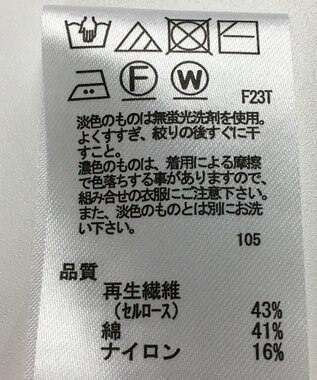 F W F23T
淡色のものは無蛍光洗剤を使用。
よくすすぎ、絞りの後すぐに干
すこと。
濃色のものは、着用による摩擦
で色落ちする事がありますので、
組み合せの衣服にご注意下さい。
また、淡色のものとは別にお洗
い下さい。
105
品質
再生繊維
(セルロース) 43%
綿 41%
ナイロン 16%